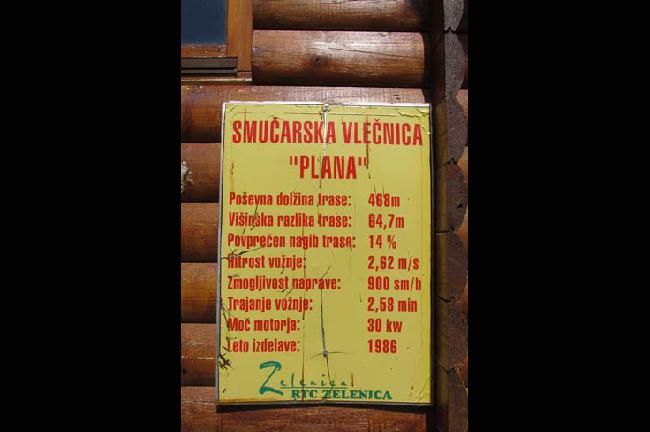 SMUČARSKA VLEČNICA
"PLANA"
Poševna dolžina trase: 468m
Višinska razlika trase: 64,7m
Povprečen nagib trase: 14 %
Hitrost vožnje: 2,62 m/s
Zmogljivost naprave: 900 sm/h
Trajanje vožnje: 2,58 min
Moč motorja: 30 kw
Leto izdelave: 1986
Zelenica
RTC ZELENICA